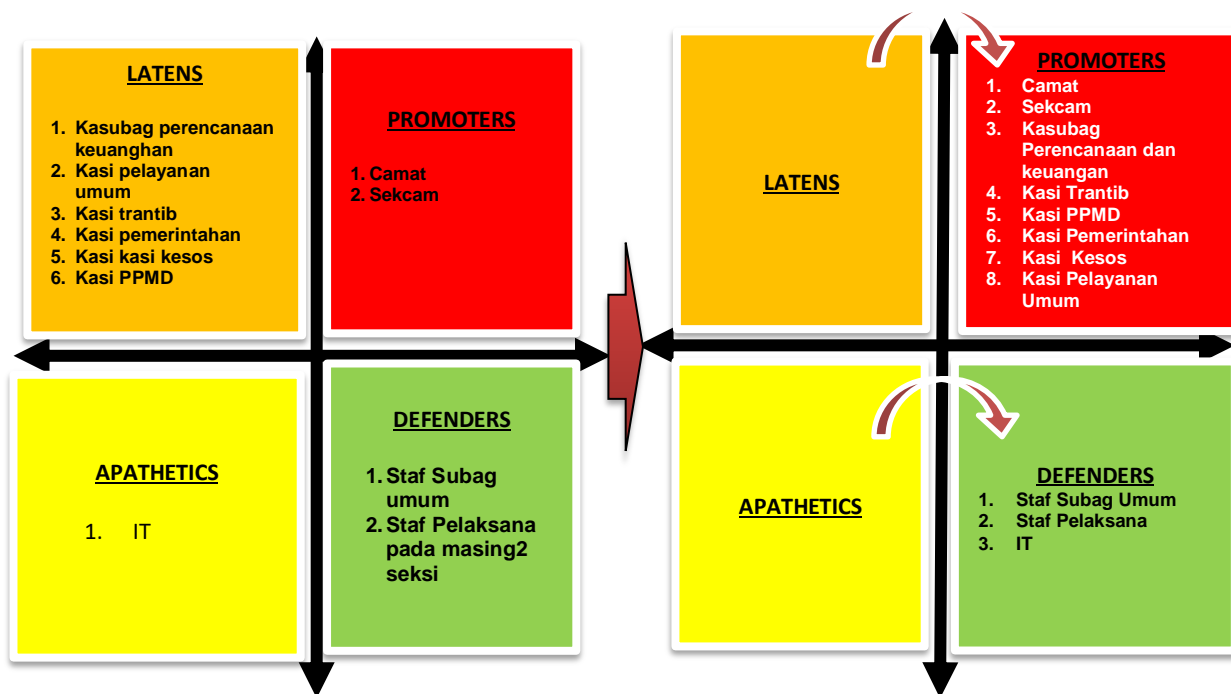 LATENS
1. Kasubag perencanaan
keuanghan
2. Kasi pelayanan
umum
3. Kasi trantib
4. Kasi pemerintahan
5. Kasi kasi kesos
6. Kasi PPMD
PROMOTERS
1. Camat
2. Sekcam
APATHETICS
1. IT
DEFENDERS
1. Staf Subag
umum
2. Staf Pelaksana
pada masing2
seksi
LATENS
PROMOTERS
1. Camat
2. Sekcam
3. Kasubag
Perencanaan dan
keuangan
4. Kasi Trantib
5. Kasi PPMD
6. Kasi Pemerintahan
7. Kasi Kesos
8. Kasi Pelayanan
Umum
APATHETICS
DEFENDERS
1. Staf Subag Umum
2. Staf Pelaksana
3. IT